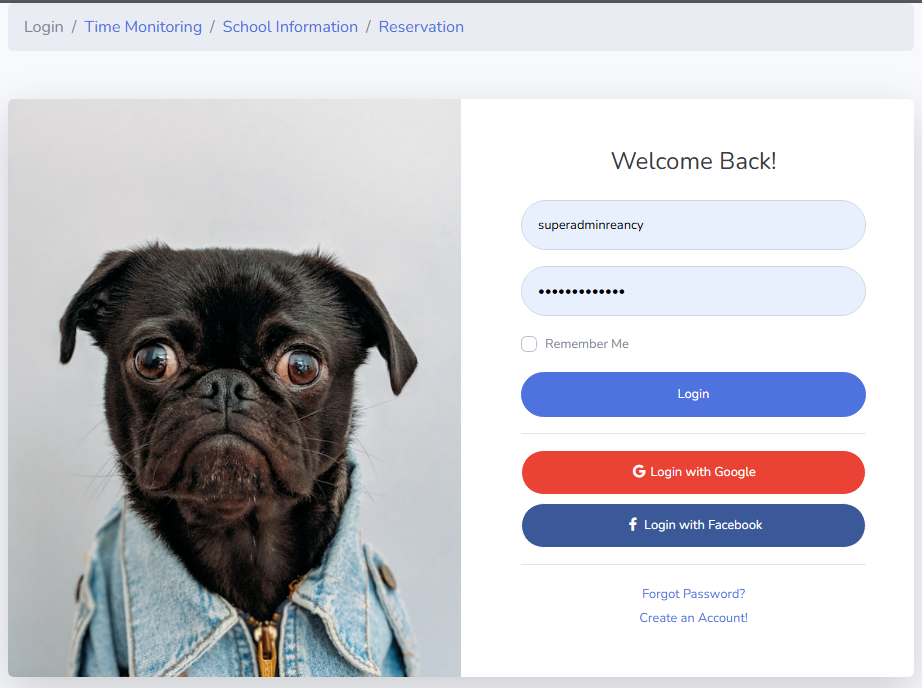 Login / Time Monitoring / School Information / Reservation
Welcome Back!
superadminreancy
•••••••••••••
Remember Me
Login
Login with Google
Login with Facebook
Forgot Password?
Create an Account!